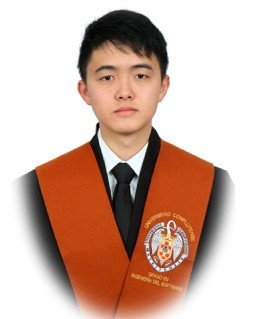 UNIVERSIDAD COMPLUTENSE
GRADO EN
INGENIERÍA DEL SOFTWARE